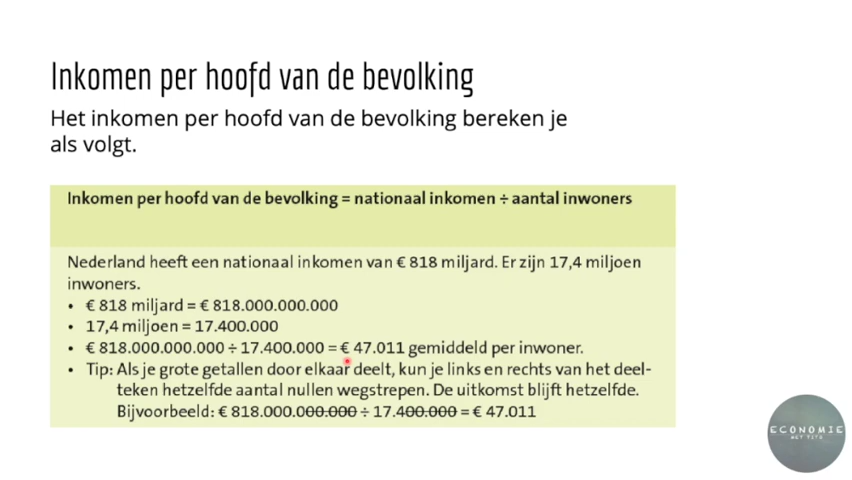 Inkomen per hoofd van de bevolking
Het inkomen per hoofd van de bevolking bereken je
als volgt.
Inkomen per hoofd van de bevolking = nationaal inkomen ÷ aantal inwoners
Nederland heeft een nationaal inkomen van € 818 miljard. Er zijn 17,4 miljoen
inwoners.
• € 818 miljard = € 818.000.000.000
• 17,4 miljoen = 17.400.000
• € 818.000.000.000 ÷ 17.400.000 = € 47.011 gemiddeld per inwoner.
• Tip: Als je grote getallen door elkaar deelt, kun je links en rechts van het deel-
teken hetzelfde aantal nullen wegstrepen. De uitkomst blijft hetzelfde.
Bijvoorbeeld: € 818.000.000.000 ÷ 17.400.000 = € 47.011
ECONOMIE
MET TITO